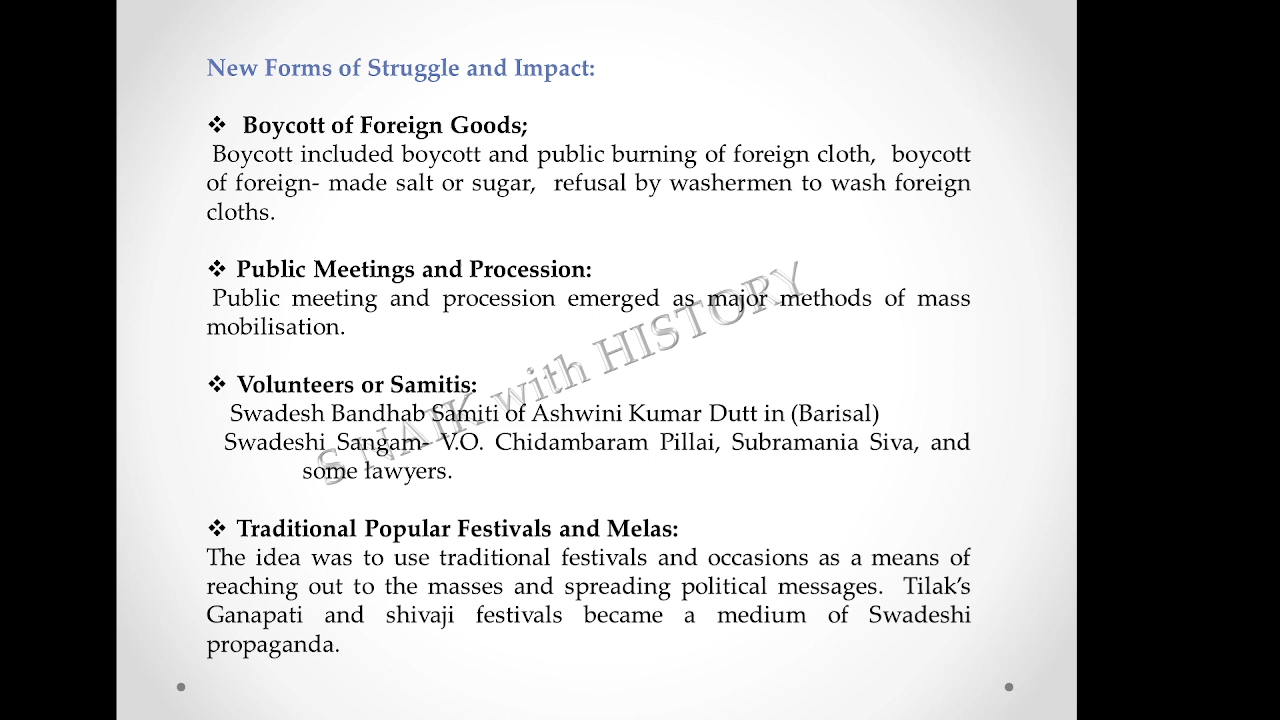 New Forms of Struggle and Impact:
❖ Boycott of Foreign Goods;
Boycott included boycott and public burning of foreign cloth, boycott
of foreign- made salt or sugar, refusal by washermen to wash foreign
cloths.
❖ Public Meetings and Procession:
Public meeting and procession emerged as major methods of mass
mobilisation.
❖ Volunteers or Samitis:
Swadesh Bandhab Samiti of Ashwini Kumar Dutt in (Barisal)
Swadeshi Sangam- V.O. Chidambaram Pillai, Subramania Siva, and
some lawyers.
❖ Traditional Popular Festivals and Melas:
The idea was to use traditional festivals and occasions as a means of
reaching out to the masses and spreading political messages. Tilak's
Ganapati and shivaji festivals became a medium of Swadeshi
propaganda.
S NAIK with HISTORY